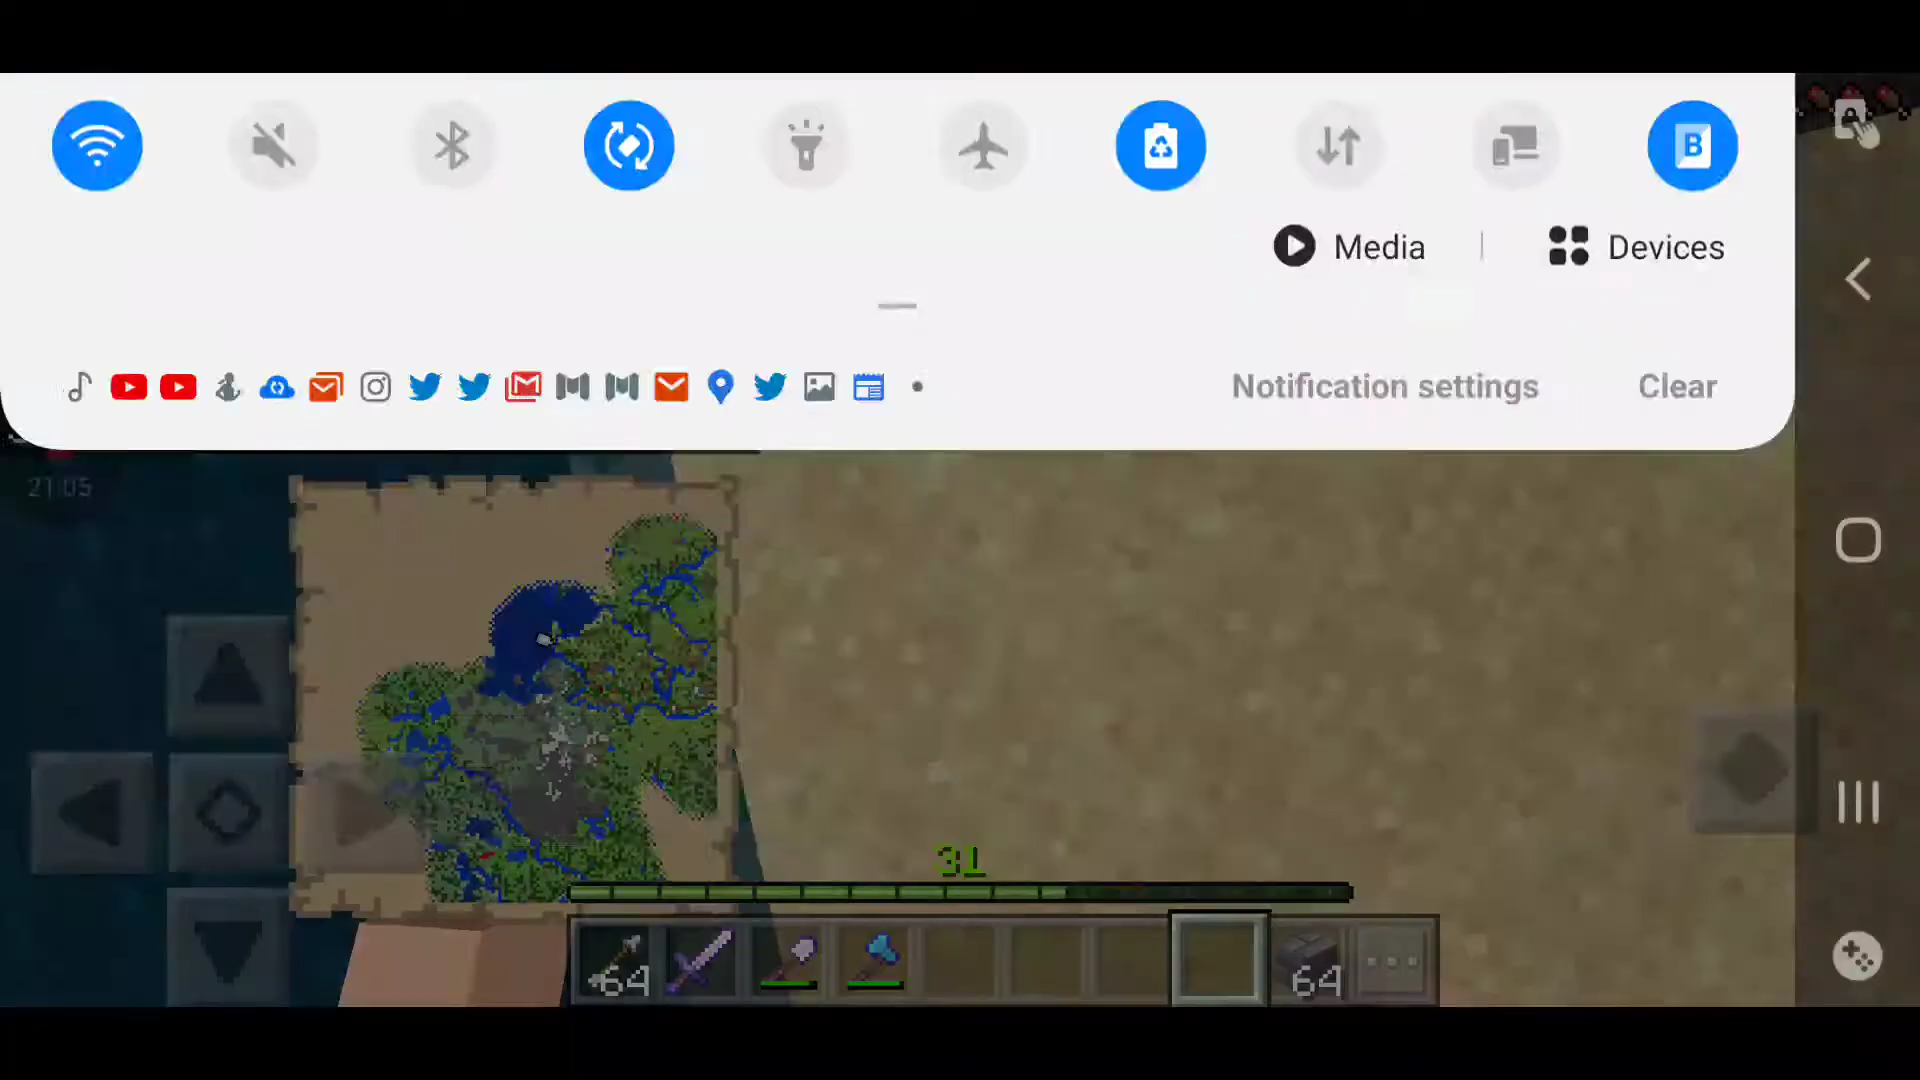 B
Media | Devices
Notification settings Clear
21:05
31
64 64